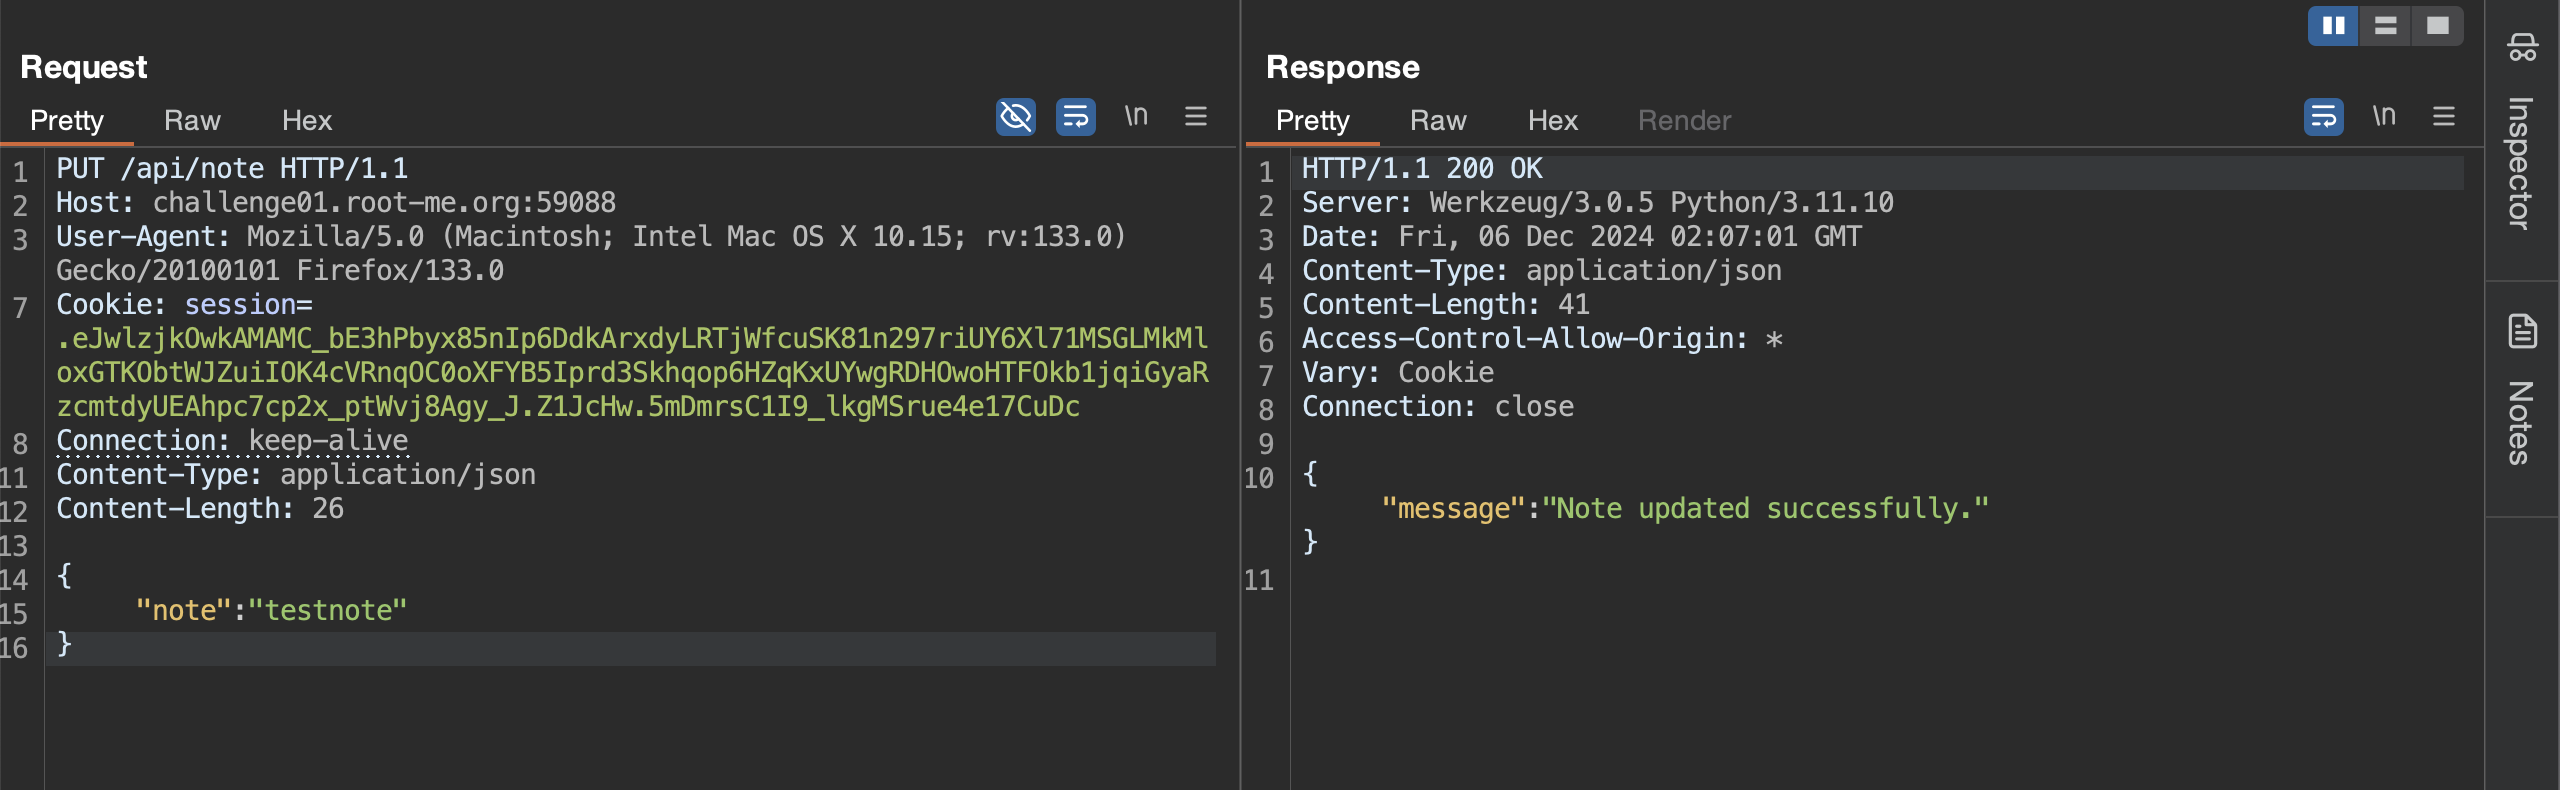 Request
Pretty Raw Hex \n
1 PUT /api/note HTTP/1.1
2 Host: challenge01.root-me.org:59088
3 User-Agent: Mozilla/5.0 (Macintosh; Intel Mac OS X 10.15; rv:133.0)
Gecko/20100101 Firefox/133.0
7 Cookie: session=
.eJwlzjkOwkAMAMC_bE3hPbyx85nIp6DdkArxdyLRTjWfcuSK81n297riUY6Xl71MSGLMkMl
oxGTKObtWJZuiIOK4cVRnqOC0oXFYB5Iprd3Skhqop6HZqKxUYwgRDHOwoHTFOkb1jqiGyaR
zcmtdyUEAhpc7cp2x_ptWvj8Agy_J.Z1JcHw.5mDmrsC1I9_lkgMSrue4e17CuDc
8 Connection: keep-alive
11 Content-Type: application/json
12 Content-Length: 26
13
14 {
15 "note":"testnote"
16 }
Response
Pretty Raw Hex Render \n
1 HTTP/1.1 200 OK
2 Server: Werkzeug/3.0.5 Python/3.11.10
3 Date: Fri, 06 Dec 2024 02:07:01 GMT
4 Content-Type: application/json
5 Content-Length: 41
6 Access-Control-Allow-Origin: *
7 Vary: Cookie
8 Connection: close
9
10 {
"message":"Note updated successfully."
}
11
Inspector
Notes